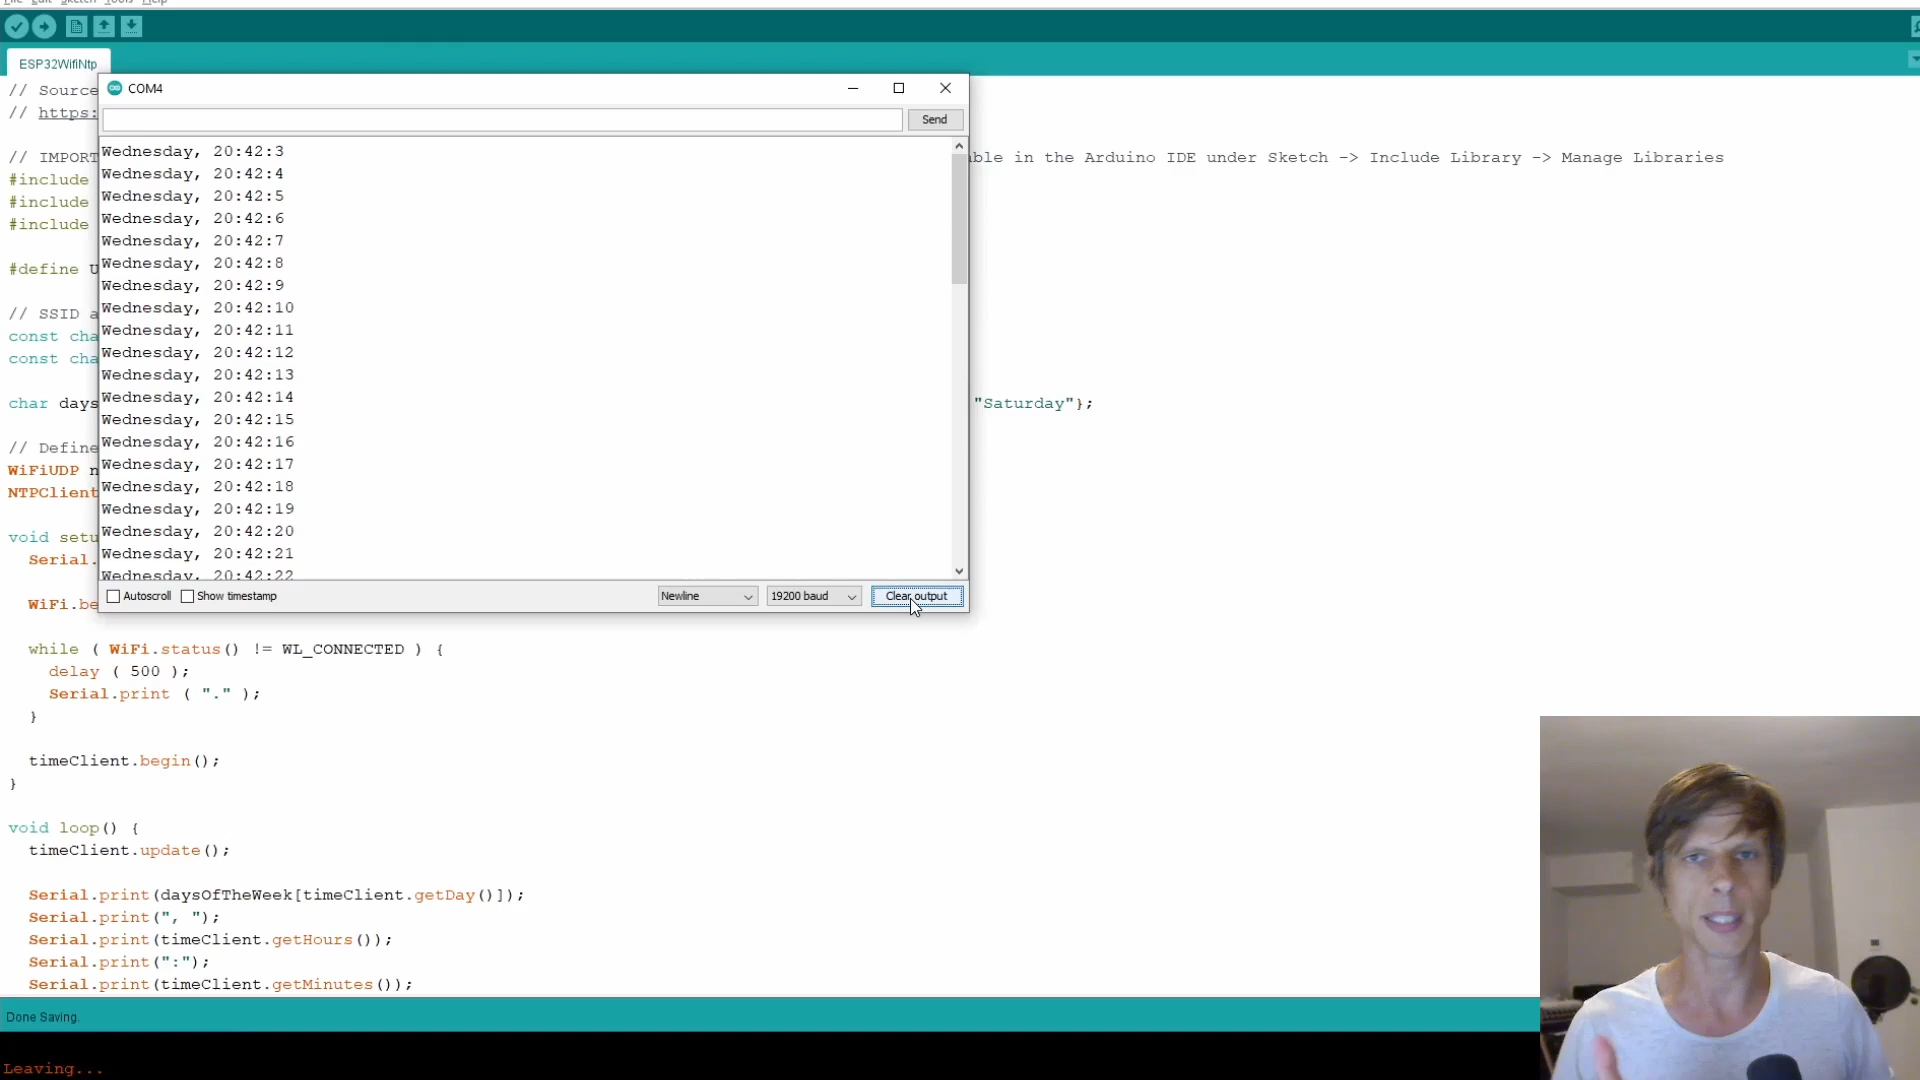 File Edit Sketch Tools Help
ESP32WifiNtp
COM4
Send
Wednesday, 20:42:3
Wednesday, 20:42:4
Wednesday, 20:42:5
Wednesday, 20:42:6
Wednesday, 20:42:7
Wednesday, 20:42:8
Wednesday, 20:42:9
Wednesday, 20:42:10
Wednesday, 20:42:11
Wednesday, 20:42:12
Wednesday, 20:42:13
Wednesday, 20:42:14
Wednesday, 20:42:15
Wednesday, 20:42:16
Wednesday, 20:42:17
Wednesday, 20:42:18
Wednesday, 20:42:19
Wednesday, 20:42:20
Wednesday, 20:42:21
Wednesday, 20:42:22
Autoscroll Show timestamp Newline 19200 baud Clear output
// Source
// https:
// IMPORT ble in the Arduino IDE under Sketch -> Include Library -> Manage Libraries
#include
#include
#include
#define U
// SSID a
const cha
const cha
char days "Saturday"};
// Define
WiFiUDP n
NTPClient
void setu
Serial.
WiFi.be
while ( WiFi.status() != WL_CONNECTED ) {
delay ( 500 );
Serial.print ( "." );
}
timeClient.begin();
}
void loop() {
timeClient.update();
Serial.print(daysOfTheWeek[timeClient.getDay()]);
Serial.print(", ");
Serial.print(timeClient.getHours());
Serial.print(":");
Serial.print(timeClient.getMinutes());
Done Saving.
Leaving...